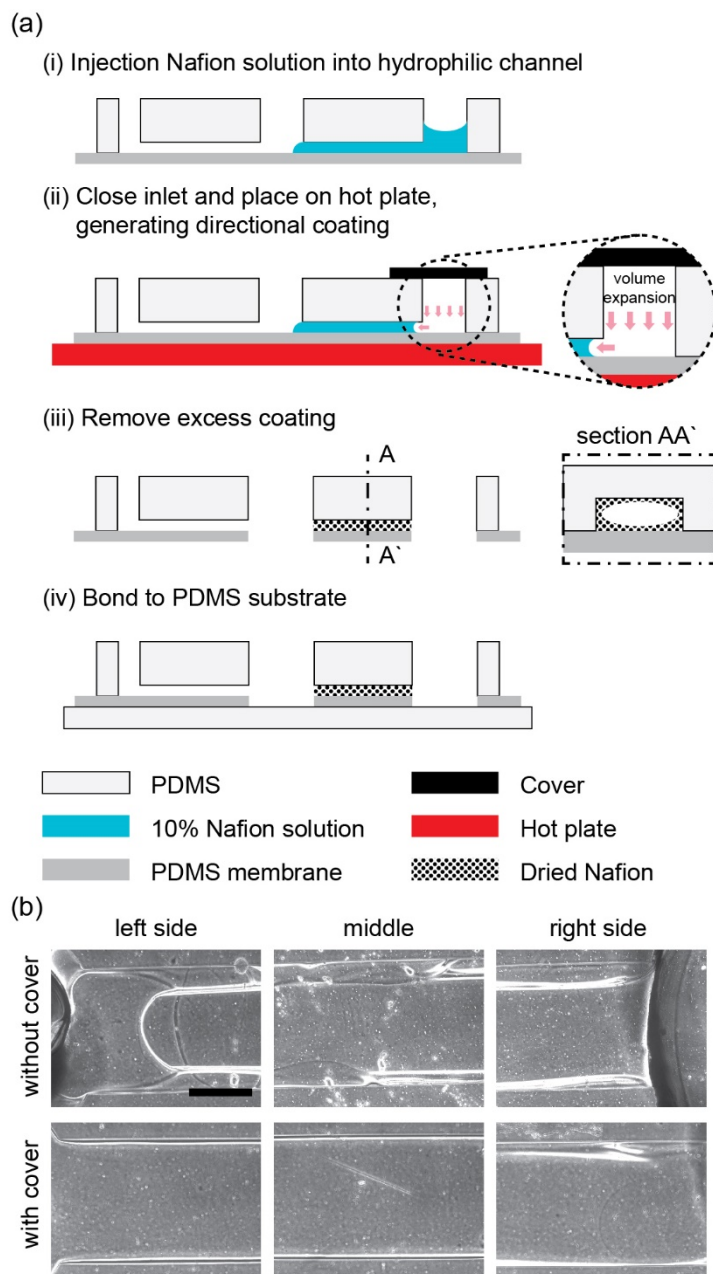 (a)
(i) Injection Nafion solution into hydrophilic channel
(ii) Close inlet and place on hot plate,
generating directional coating
volume
expansion
(iii) Remove excess coating
A
A`
section AA`
(iv) Bond to PDMS substrate
PDMS
Cover
10% Nafion solution
Hot plate
PDMS membrane
Dried Nafion
(b)
left side
middle
right side
without cover
with cover